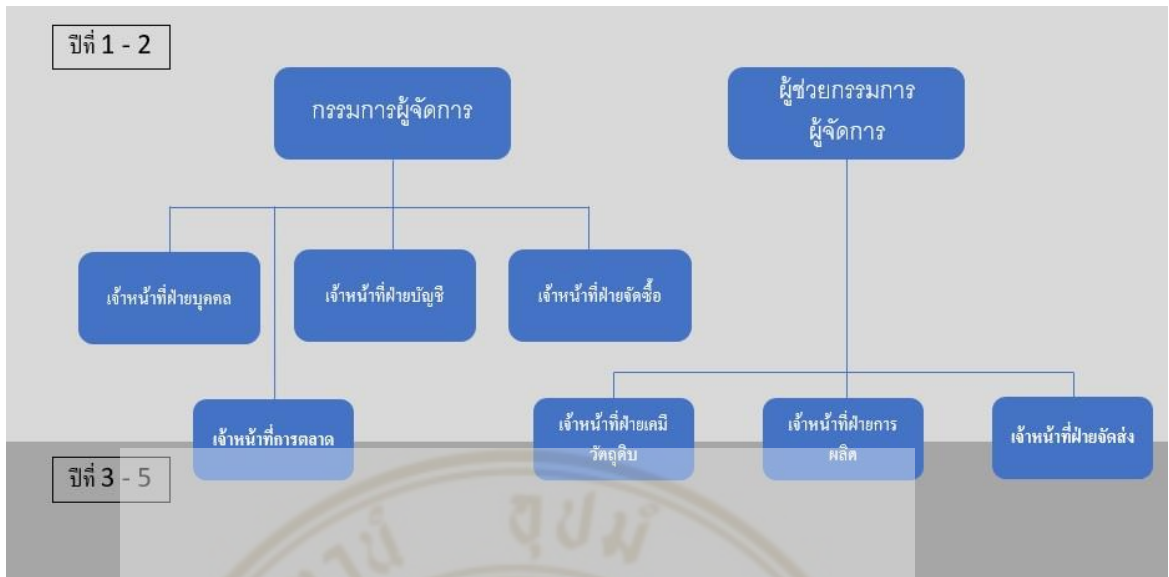 ปีที่ 1 - 2
กรรมการผู้จัดการ
ผู้ช่วยกรรมการ
ผู้จัดการ
เจ้าหน้าที่ฝ่ายบุคคล
เจ้าหน้าที่ฝ่ายบัญชี
เจ้าหน้าที่ฝ่ายจัดซื้อ
เจ้าหน้าที่การตลาด
เจ้าหน้าที่ฝ่ายเคมี
วัตถุดิบ
เจ้าหน้าที่ฝ่ายการ
ผลิต
เจ้าหน้าที่ฝ่ายจัดส่ง
ปีที่ 3 - 5
อุปมํ